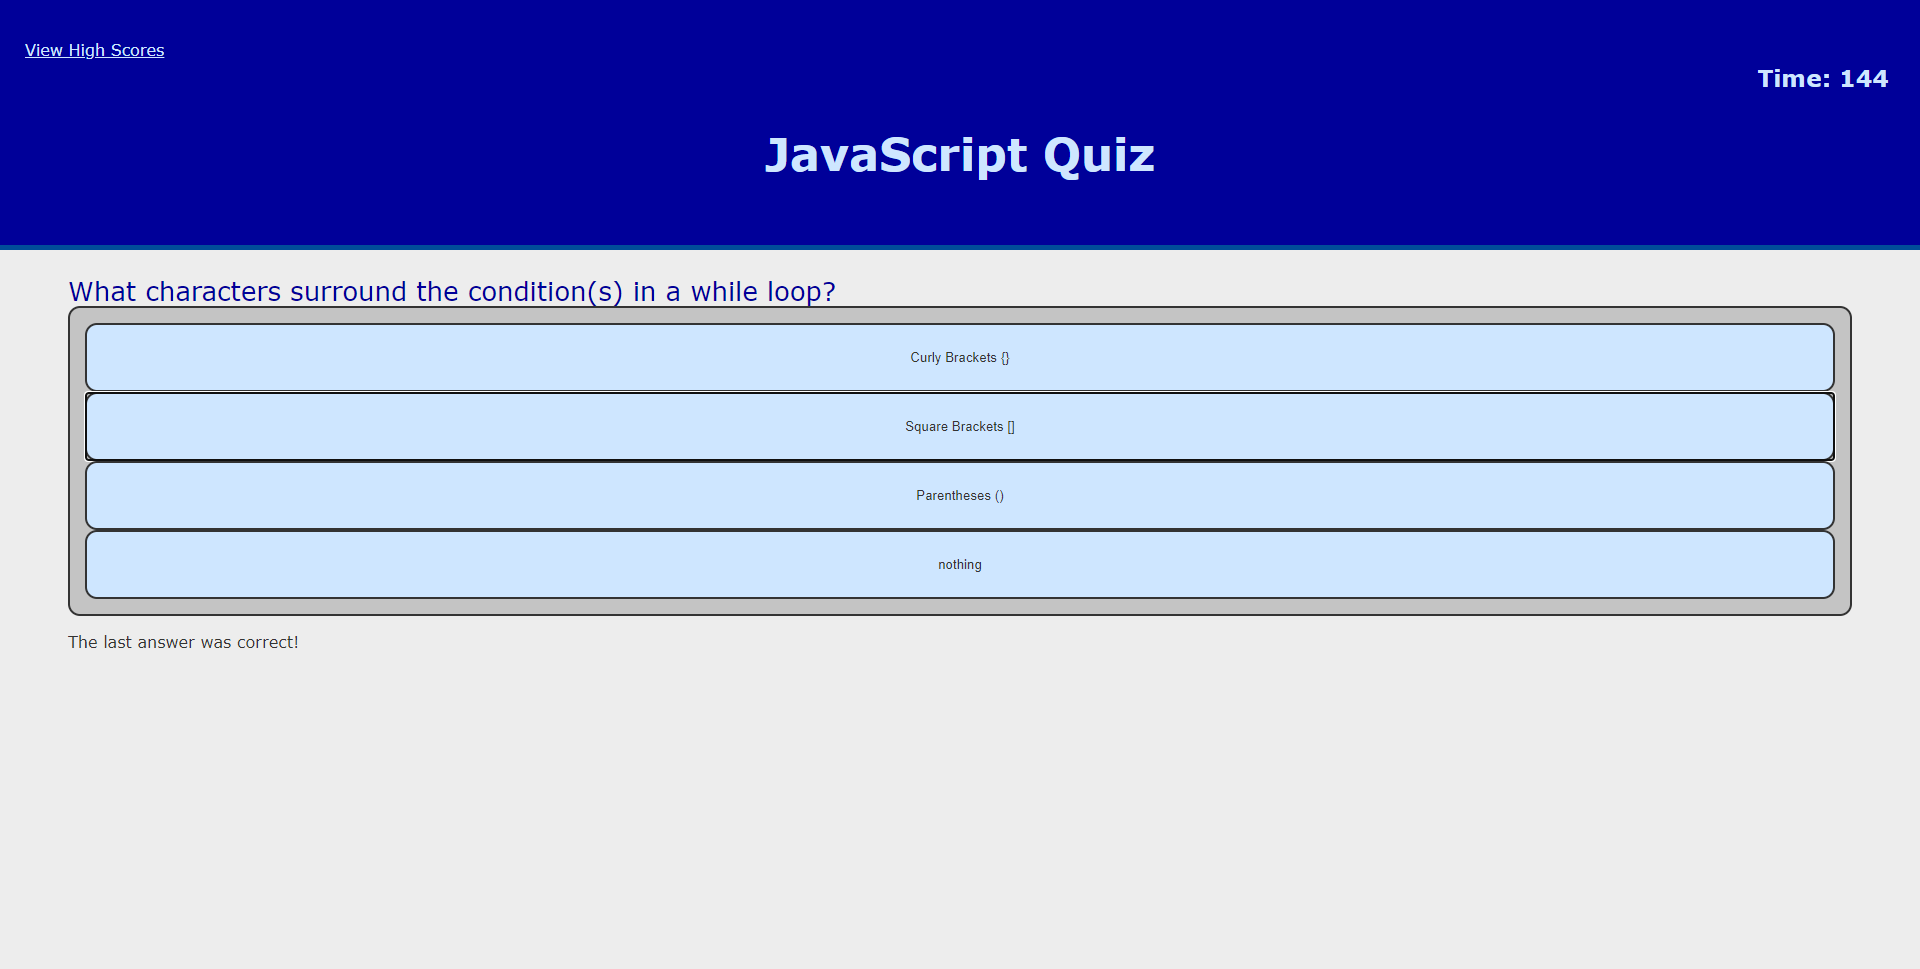 View High Scores
Time: 144
JavaScript Quiz
What characters surround the condition(s) in a while loop?
Curly Brackets {}
Square Brackets []
Parentheses ()
nothing
The last answer was correct!